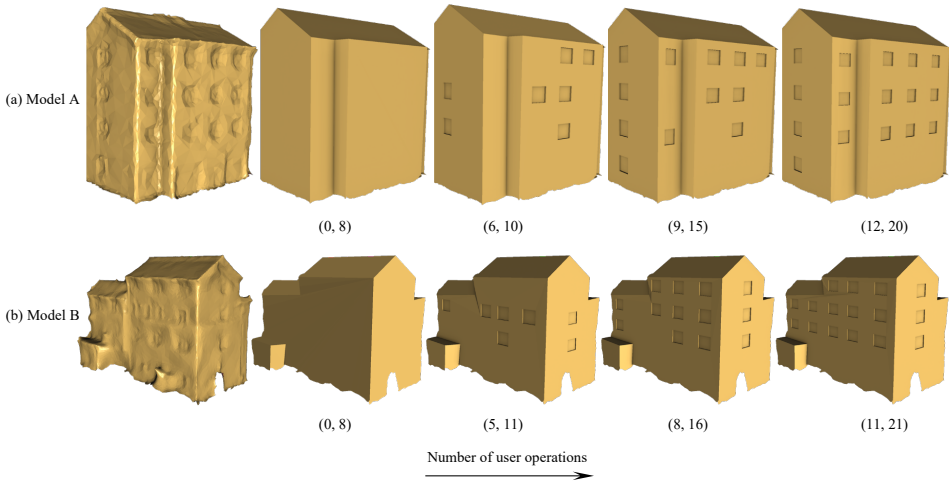 (a) Model A
(0, 8) (6, 10) (9, 15) (12, 20)
(b) Model B
(0, 8) (5, 11) (8, 16) (11, 21)
Number of user operations